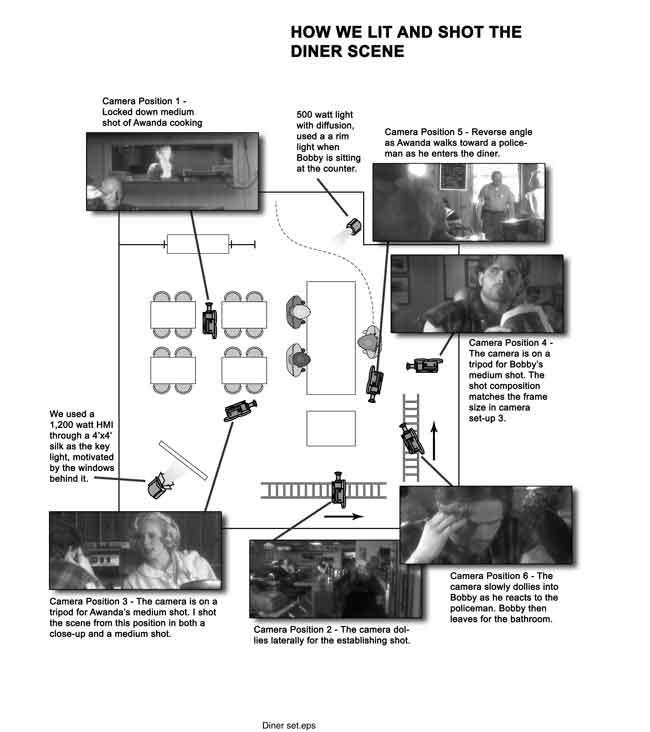 HOW WE LIT AND SHOT THE
DINER SCENE
Camera Position 1 -
Locked down medium
shot of Awanda cooking
500 watt light
with diffusion,
used a a rim
light when
Bobby is sitting
at the counter.
Camera Position 5 - Reverse angle
as Awanda walks toward a police-
man as he enters the diner.
Camera Position 4 -
The camera is on a
tripod for Bobby's
medium shot. The
shot composition
matches the frame
size in camera
set-up 3.
We used a
1,200 watt HMI
through a 4'x4'
silk as the key
light, motivated
by the windows
behind it.
Camera Position 3 - The camera is on a
tripod for Awanda's medium shot. I shot
the scene from this position in both a
close-up and a medium shot.
Camera Position 2 - The camera dol-
lies laterally for the establishing shot.
Camera Position 6 - The
camera slowly dollies into
Bobby as he reacts to the
policeman. Bobby then
leaves for the bathroom.
Diner set.eps